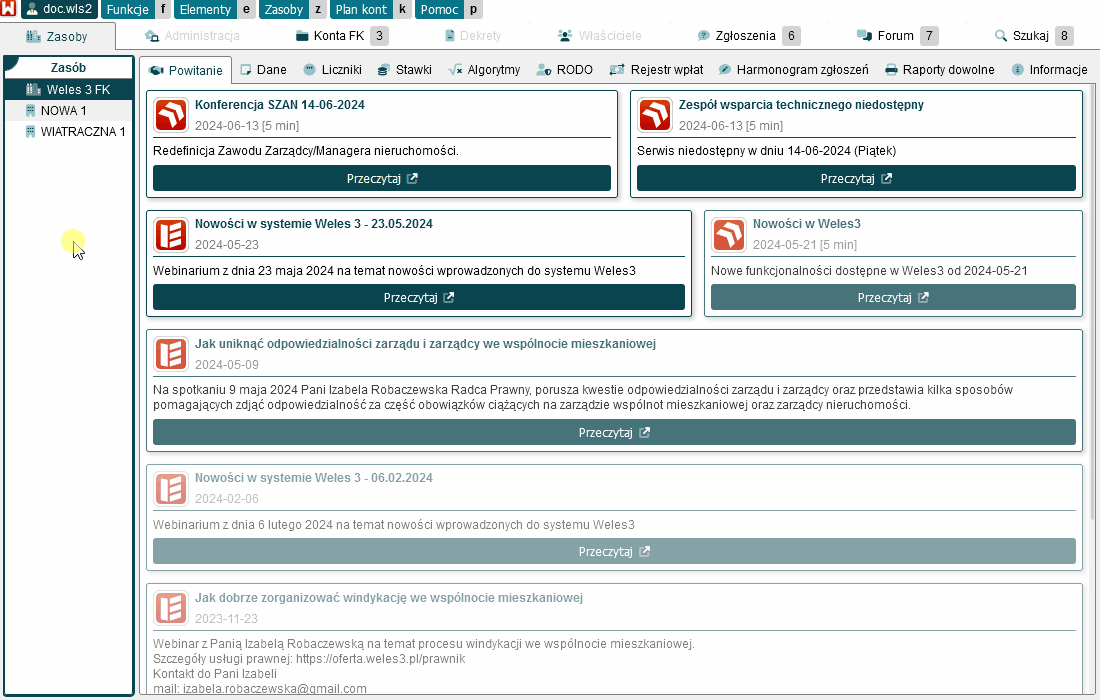 doc.wls2 Funkcje f Elementy e Zasoby z Plan kont k Pomoc p
Zasoby Administracja Konta FK 3 Dekrety Właściciele Zgłoszenia 6 Forum 7 Szukaj 8
Zasób
Weles 3 FK
NOWA 1
WIATRACZNA 1
Powitanie Dane Liczniki Stawki Algorytmy RODO Rejestr wpłat Harmonogram zgłoszeń Raporty dowolne Informacje
Konferencja SZAN 14-06-2024
2024-06-13 [5 min]
Redefinicja Zawodu Zarządcy/Managera nieruchomości.
Przeczytaj
Zespół wsparcia technicznego niedostępny
2024-06-13 [5 min]
Serwis niedostępny w dniu 14-06-2024 (Piątek)
Przeczytaj
Nowości w systemie Weles 3 - 23.05.2024
2024-05-23
Webinarium z dnia 23 maja 2024 na temat nowości wprowadzonych do systemu Weles3
Przeczytaj
Nowości w Weles3
2024-05-21 [5 min]
Nowe funkcjonalności dostępne w Weles3 od 2024-05-21
Przeczytaj
Jak uniknąć odpowiedzialności zarządu i zarządcy we wspólnocie mieszkaniowej
2024-05-09
Na spotkaniu 9 maja 2024 Pani Izabela Robaczewska Radca Prawny, porusza kwestie odpowiedzialności zarządu i zarządcy oraz przedstawia kilka sposobów
pomagających zdjąć odpowiedzialność za część obowiązków ciążących na zarządzie wspólnot mieszkaniowej oraz zarządcy nieruchomości.
Przeczytaj
Nowości w systemie Weles 3 - 06.02.2024
2024-02-06
Webinarium z dnia 6 lutego 2024 na temat nowości wprowadzonych do systemu Weles3
Przeczytaj
Jak dobrze zorganizować windykację we wspólnocie mieszkaniowej
2023-11-23
Webinar z Panią Izabelą Robaczewską na temat procesu windykacji we wspólnocie mieszkaniowej.
Szczegóły usługi prawnej: https://oferta.weles3.pl/prawnik
Kontakt do Pani Izabeli
mail: izabela.robaczewska@gmail.com